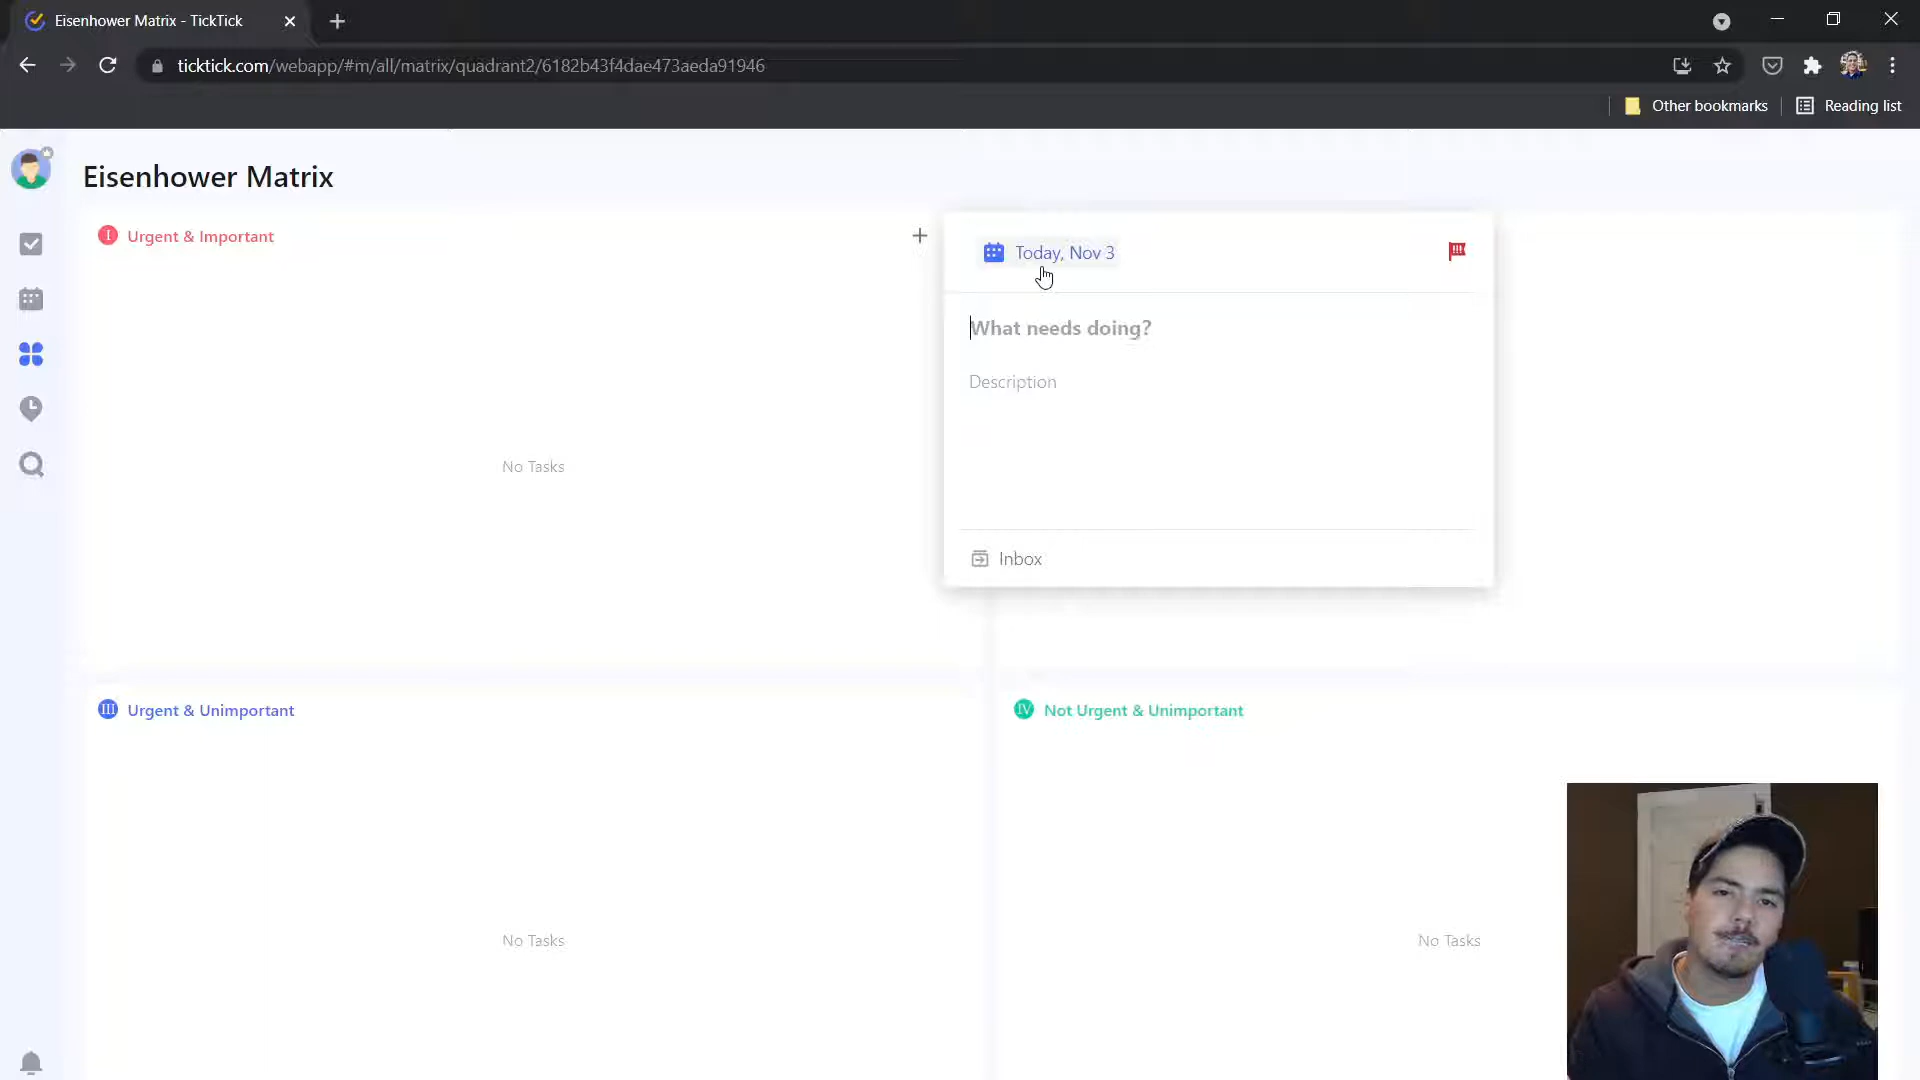 Eisenhower Matrix - TickTick
ticktick.com/webapp/#m/all/matrix/quadrant2/6182b43f4dae473aeda91946
Other bookmarks
Reading list
Eisenhower Matrix
I Urgent & Important
Today, Nov 3
What needs doing?
Description
No Tasks
Inbox
III Urgent & Unimportant
IV Not Urgent & Unimportant
No Tasks
No Tasks